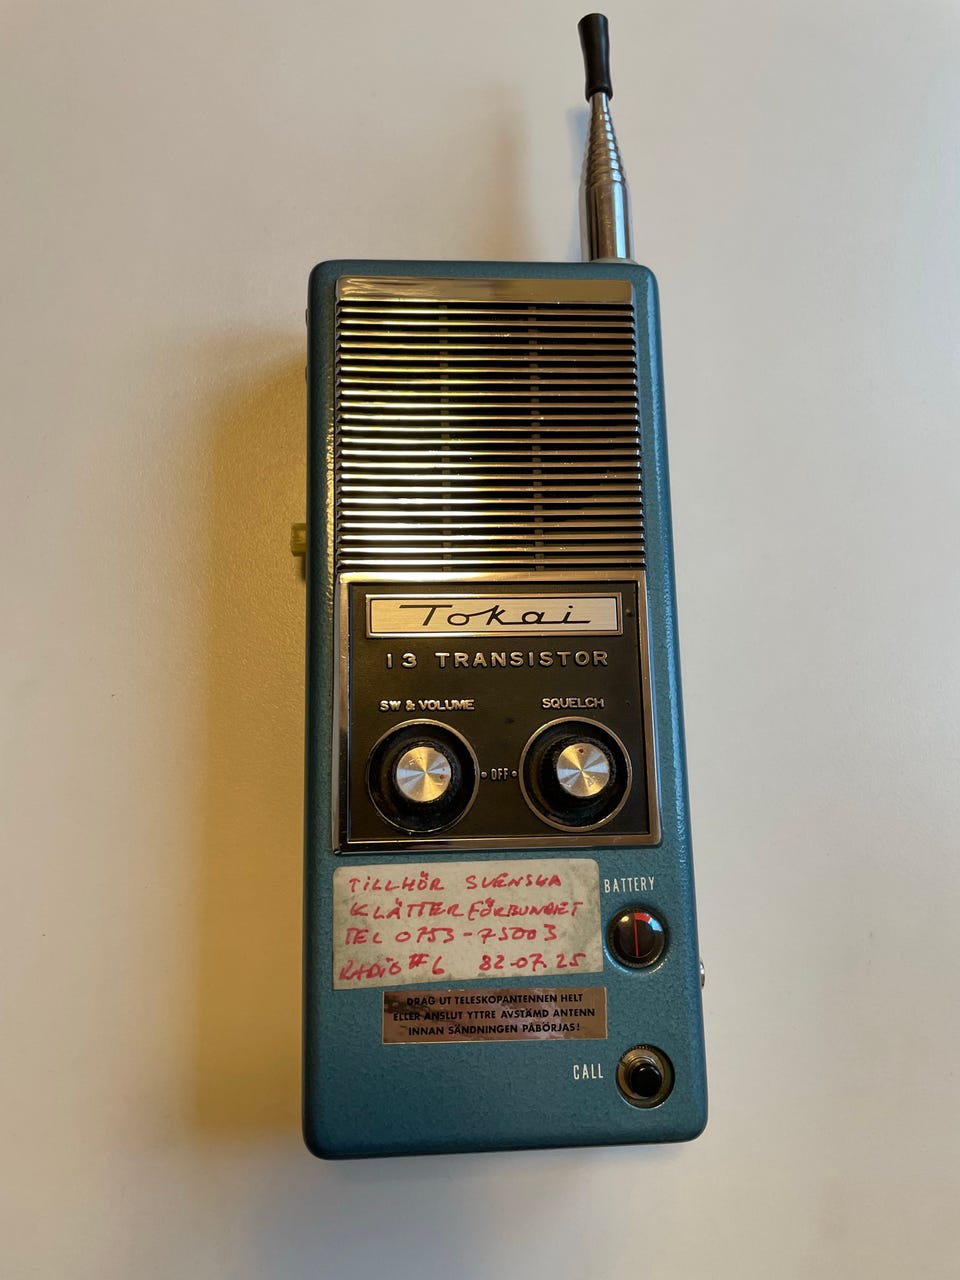 Tokai
13 TRANSISTOR
SW & VOLUME
SQUELCH
• OFF •
TILLHÖR SVENSKA
KLÄTTERFÖRBUNDET
TEL 0753-75003
RADIO #6 82-07.25
BATTERY
DRAG UT TELESKOPANTENNEN HELT
ELLER ANSLUT YTTRE AVSTÄMD ANTENN
INNAN SÄNDNINGEN PÅBÖRJAS!
CALL